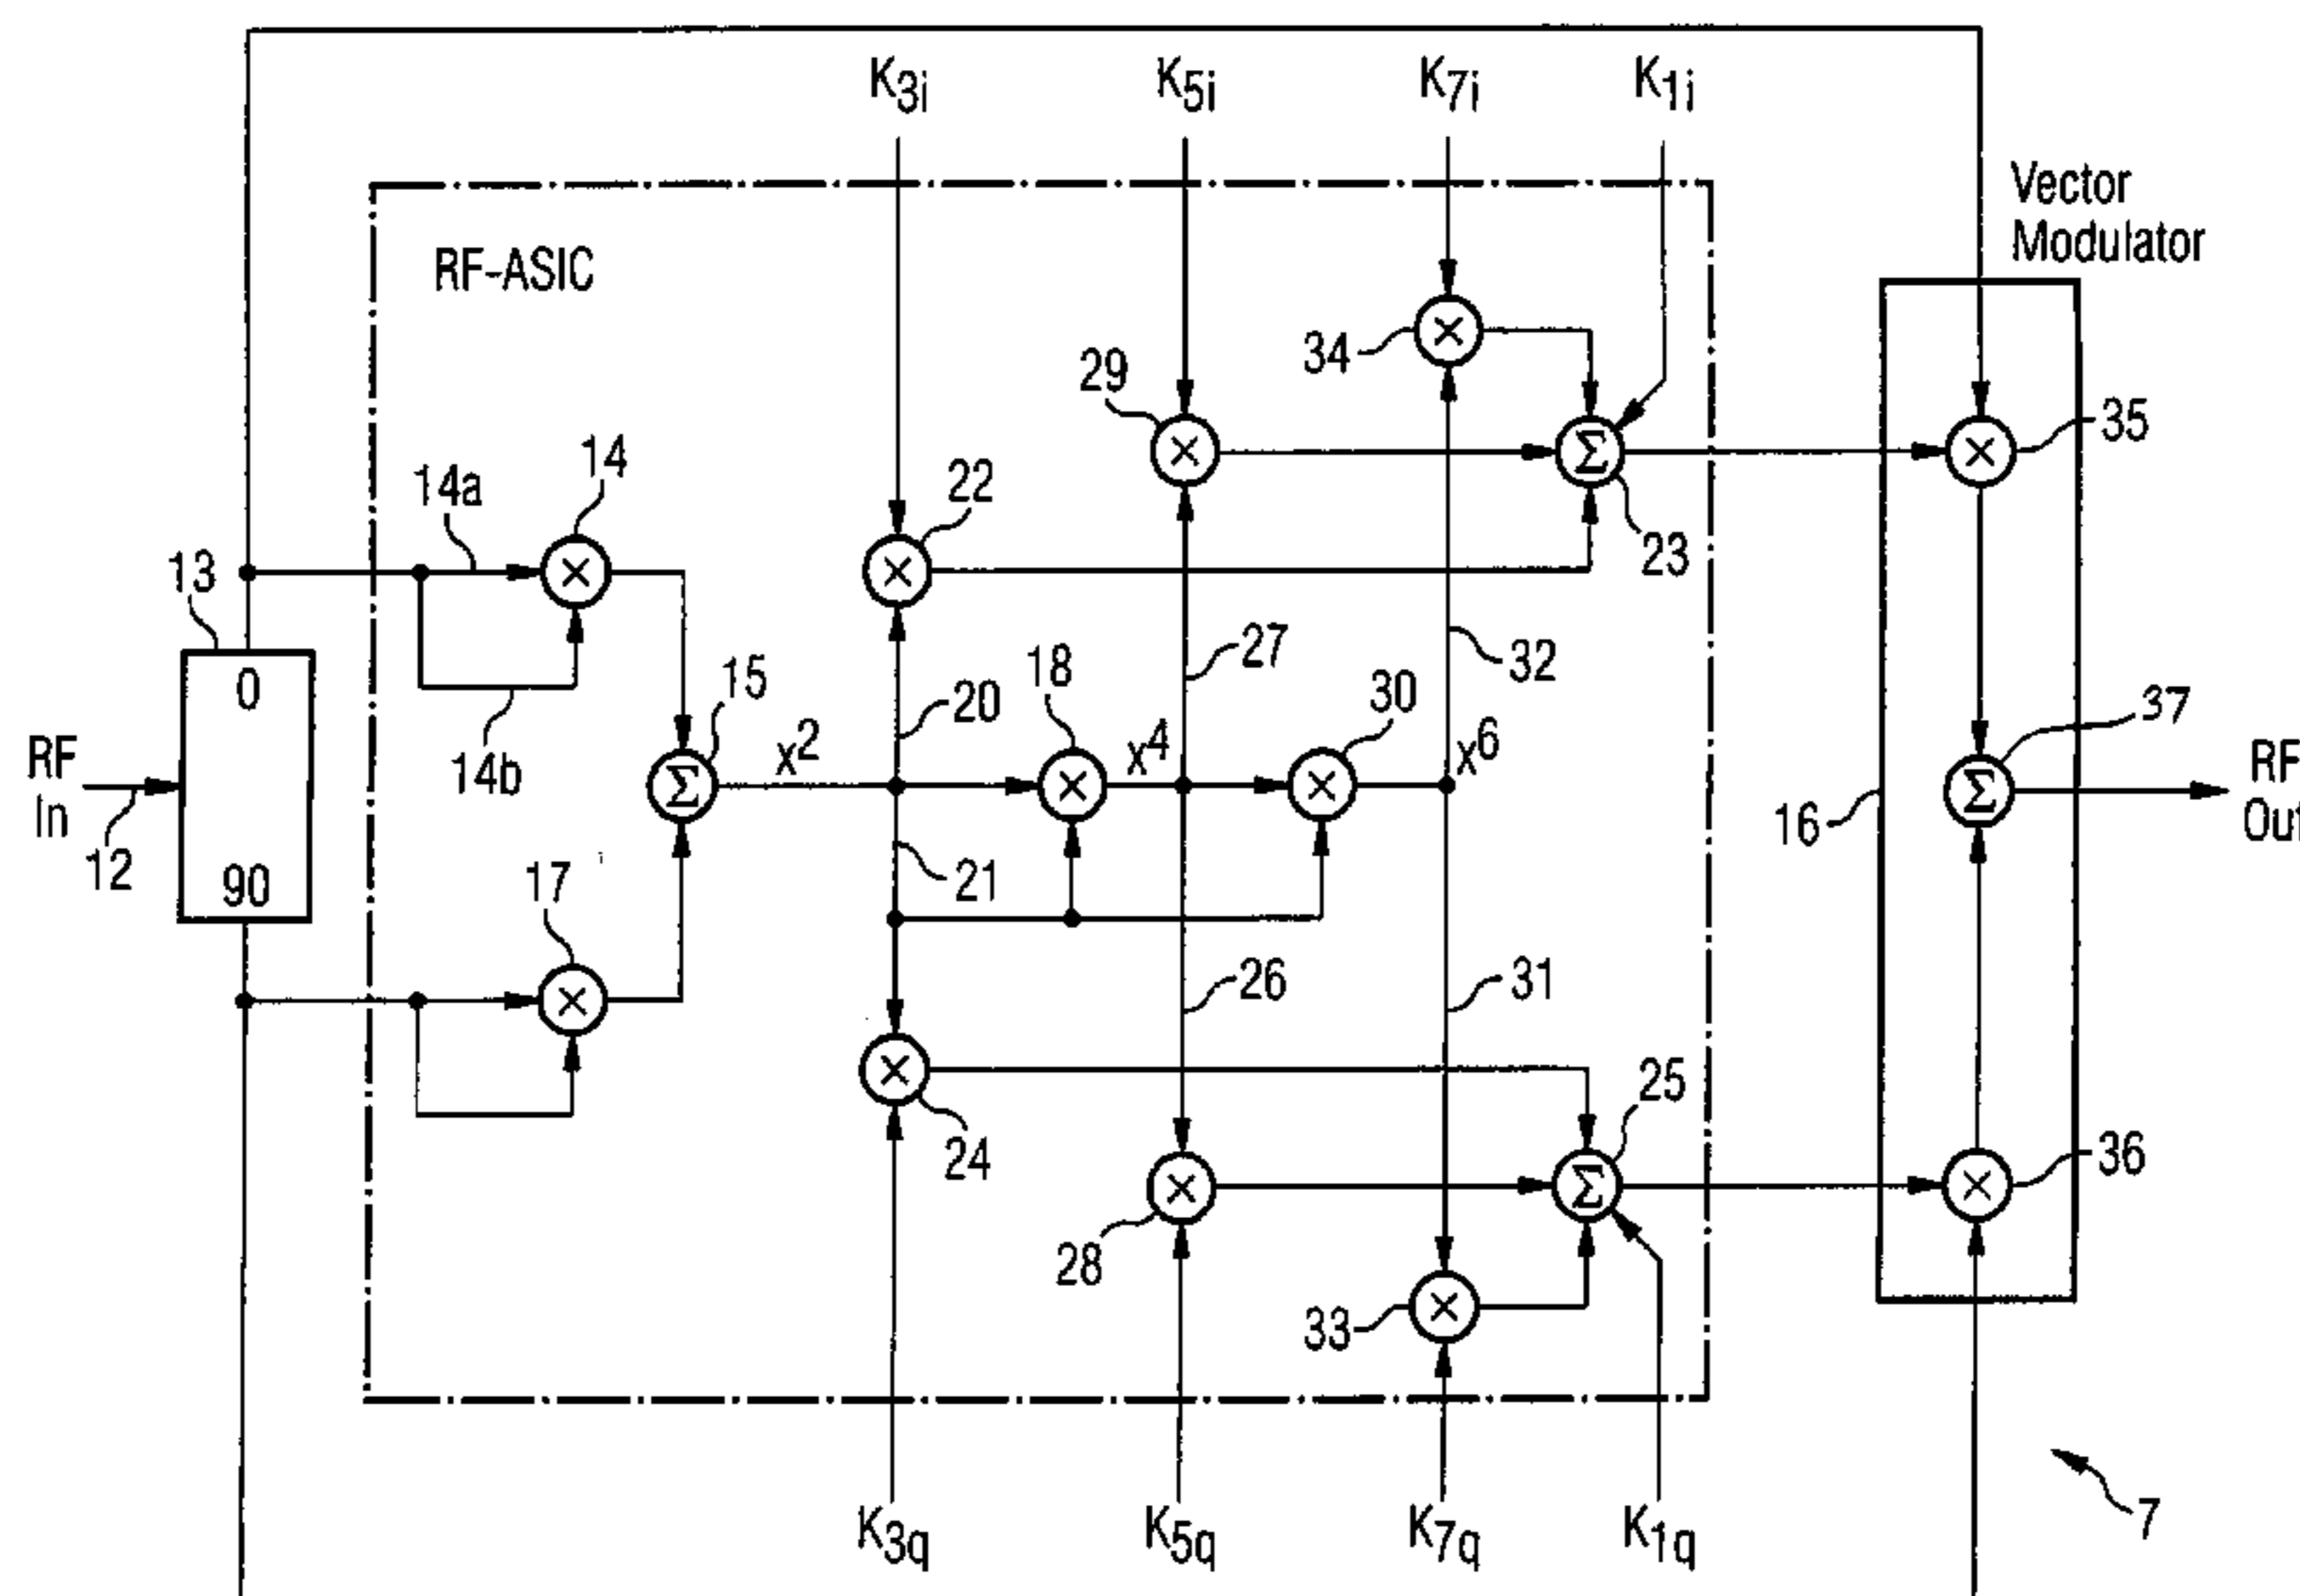 K3i
K5i
K7i
K1i
Vector
Modulator
RF-ASIC
34
29
35
14
14a
22
23
13
0
27
32
18
30
37
15
20
x2
x4
x6
RF
In
14b
RF
16
12
90
17
21
26
31
25
24
36
28
33
K3q
K5q
K7q
K1q
7
×
×
×
×
×
×
×
×
×
×
×
×
Σ
Σ
Σ
Σ